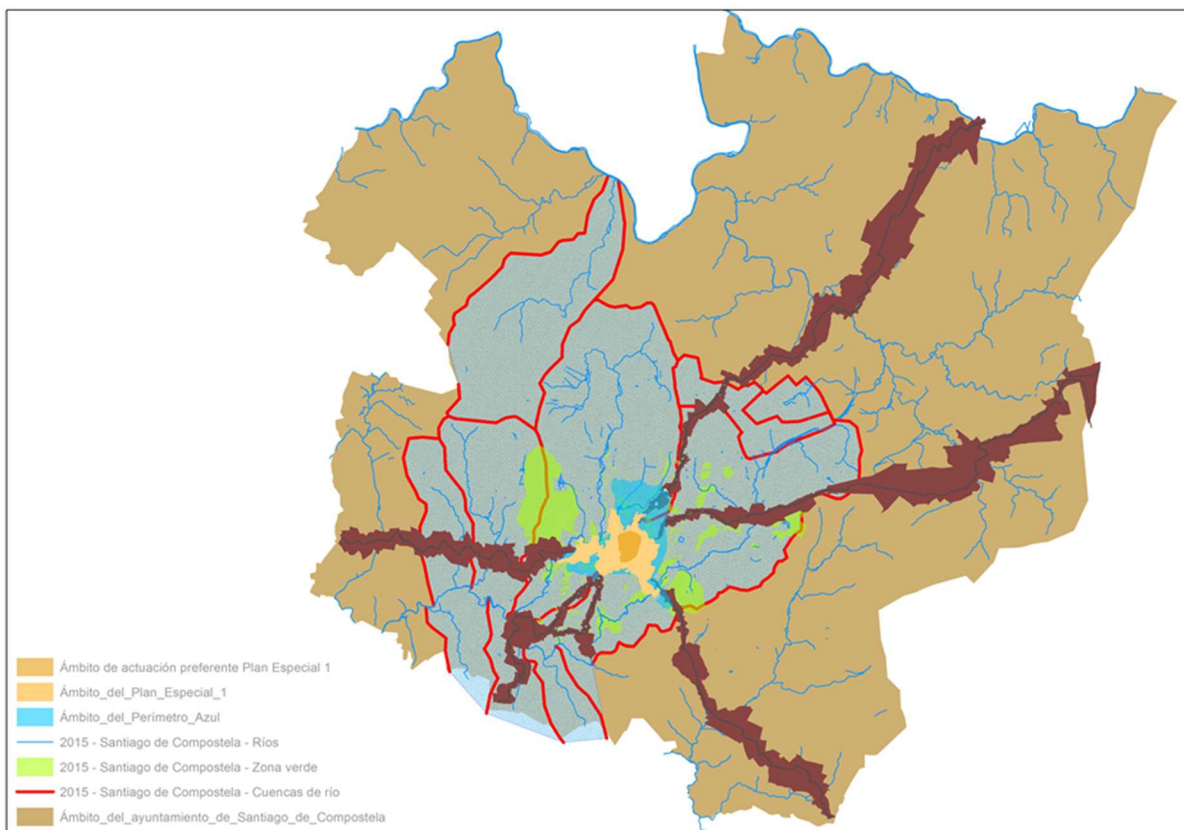 Ámbito de actuación preferente Plan Especial 1
Ámbito_del_Plan_Especial_1
Ámbito_del_Perímetro_Azul
2015 - Santiago de Compostela - Ríos
2015 - Santiago de Compostela - Zona verde
2015 - Santiago de Compostela - Cuencas de río
Ámbito_del_ayuntamiento_de_Santiago_de_Compostela